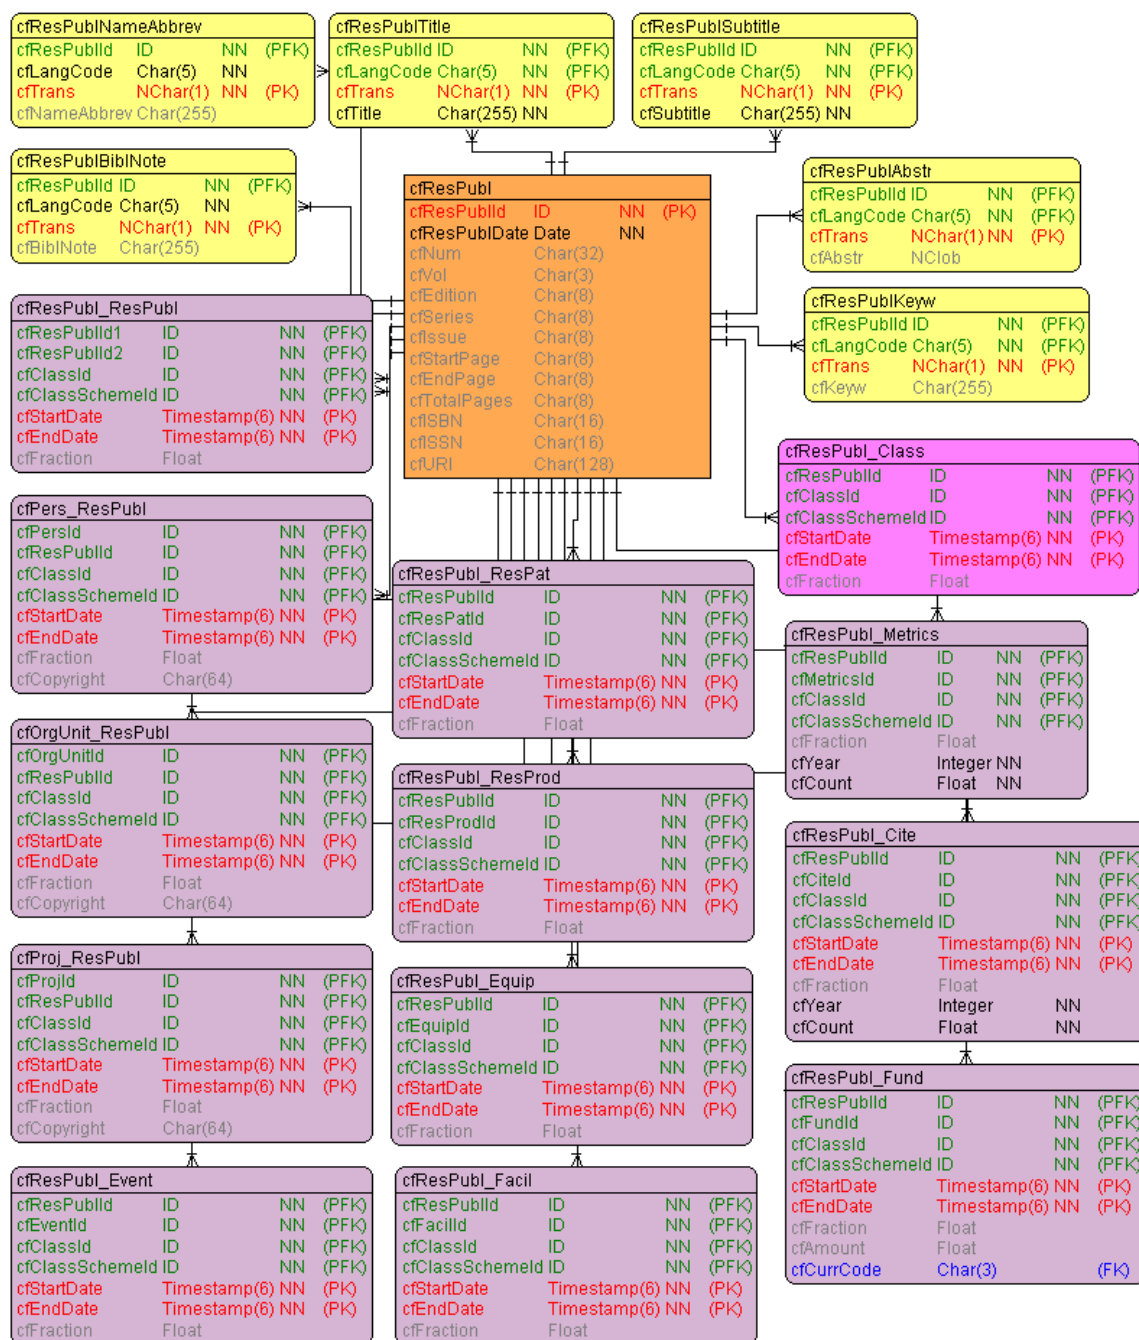 cfResPublNameAbbrev
cfResPublId ID NN (PFK)
cfLangCode Char(5) NN
cfTrans NChar(1) NN (PK)
cfNameAbbrev Char(255)
cfResPublTitle
cfResPublId ID NN (PFK)
cfLangCode Char(5) NN (PFK)
cfTrans NChar(1) NN (PK)
cfTitle Char(255) NN
cfResPublSubtitle
cfResPublId ID NN (PFK)
cfLangCode Char(5) NN (PFK)
cfTrans NChar(1) NN (PK)
cfSubtitle Char(255) NN
cfResPublBiblNote
cfResPublId ID NN (PFK)
cfLangCode Char(5) NN
cfTrans NChar(1) NN (PK)
cfBiblNote Char(255)
cfResPubl
cfResPublId ID NN (PK)
cfResPublDate Date NN
cfNum Char(32)
cfVol Char(3)
cfEdition Char(8)
cfSeries Char(8)
cfIssue Char(8)
cfStartPage Char(8)
cfEndPage Char(8)
cfTotalPages Char(8)
cfISBN Char(16)
cfISSN Char(16)
cfURI Char(128)
cfResPublAbstr
cfResPublId ID NN (PFK)
cfLangCode Char(5) NN (PFK)
cfTrans NChar(1) NN (PK)
cfAbstr NClob
cfResPublKeyw
cfResPublId ID NN (PFK)
cfLangCode Char(5) NN (PFK)
cfTrans NChar(1) NN (PK)
cfKeyw Char(255)
cfResPubl_ResPubl
cfResPublId1 ID NN (PFK)
cfResPublId2 ID NN (PFK)
cfClassId ID NN (PFK)
cfClassSchemeId ID NN (PFK)
cfStartDate Timestamp(6) NN (PK)
cfEndDate Timestamp(6) NN (PK)
cfFraction Float
cfResPubl_Class
cfResPublId ID NN (PFK)
cfClassId ID NN (PFK)
cfClassSchemeId ID NN (PFK)
cfStartDate Timestamp(6) NN (PK)
cfEndDate Timestamp(6) NN (PK)
cfFraction Float
cfPers_ResPubl
cfPersId ID NN (PFK)
cfResPublId ID NN (PFK)
cfClassId ID NN (PFK)
cfClassSchemeId ID NN (PFK)
cfStartDate Timestamp(6) NN (PK)
cfEndDate Timestamp(6) NN (PK)
cfFraction Float
cfCopyright Char(64)
cfResPubl_ResPat
cfResPublId ID NN (PFK)
cfResPatId ID NN (PFK)
cfClassId ID NN (PFK)
cfClassSchemeId ID NN (PFK)
cfStartDate Timestamp(6) NN (PK)
cfEndDate Timestamp(6) NN (PK)
cfFraction Float
cfResPubl_Metrics
cfResPublId ID NN (PFK)
cfMetricsId ID NN (PFK)
cfClassId ID NN (PFK)
cfClassSchemeId ID NN (PFK)
cfFraction Float
cfYear Integer NN
cfCount Float NN
cfOrgUnit_ResPubl
cfOrgUnitId ID NN (PFK)
cfResPublId ID NN (PFK)
cfClassId ID NN (PFK)
cfClassSchemeId ID NN (PFK)
cfStartDate Timestamp(6) NN (PK)
cfEndDate Timestamp(6) NN (PK)
cfFraction Float
cfCopyright Char(64)
cfResPubl_ResProd
cfResPublId ID NN (PFK)
cfResProdId ID NN (PFK)
cfClassId ID NN (PFK)
cfClassSchemeId ID NN (PFK)
cfStartDate Timestamp(6) NN (PK)
cfEndDate Timestamp(6) NN (PK)
cfFraction Float
cfResPubl_Cite
cfResPublId ID NN (PFK)
cfCiteId ID NN (PFK)
cfClassId ID NN (PFK)
cfClassSchemeId ID NN (PFK)
cfStartDate Timestamp(6) NN (PK)
cfEndDate Timestamp(6) NN (PK)
cfFraction Float
cfYear Integer NN
cfCount Float NN
cfProj_ResPubl
cfProjId ID NN (PFK)
cfResPublId ID NN (PFK)
cfClassId ID NN (PFK)
cfClassSchemeId ID NN (PFK)
cfStartDate Timestamp(6) NN (PK)
cfEndDate Timestamp(6) NN (PK)
cfFraction Float
cfCopyright Char(64)
cfResPubl_Equip
cfResPublId ID NN (PFK)
cfEquipId ID NN (PFK)
cfClassId ID NN (PFK)
cfClassSchemeId ID NN (PFK)
cfStartDate Timestamp(6) NN (PK)
cfEndDate Timestamp(6) NN (PK)
cfFraction Float
cfResPubl_Fund
cfResPublId ID NN (PFK)
cfFundId ID NN (PFK)
cfClassId ID NN (PFK)
cfClassSchemeId ID NN (PFK)
cfStartDate Timestamp(6) NN (PK)
cfEndDate Timestamp(6) NN (PK)
cfFraction Float
cfAmount Float
cfCurrCode Char(3) (FK)
cfResPubl_Event
cfResPublId ID NN (PFK)
cfEventId ID NN (PFK)
cfClassId ID NN (PFK)
cfClassSchemeId ID NN (PFK)
cfStartDate Timestamp(6) NN (PK)
cfEndDate Timestamp(6) NN (PK)
cfFraction Float
cfResPubl_Facil
cfResPublId ID NN (PFK)
cfFacilId ID NN (PFK)
cfClassId ID NN (PFK)
cfClassSchemeId ID NN (PFK)
cfStartDate Timestamp(6) NN (PK)
cfEndDate Timestamp(6) NN (PK)
cfFraction Float